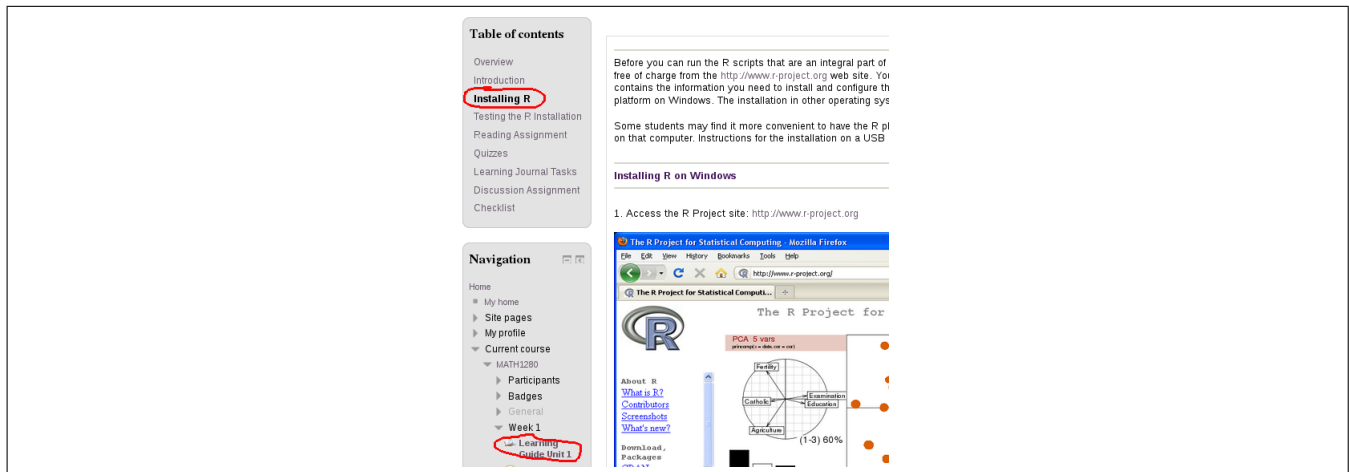 Table of contents
Overview
Introduction
Installing R
Testing the R Installation
Reading Assignment
Quizzes
Learning Journal Tasks
Discussion Assignment
Checklist
Navigation
Home
My home
Site pages
My profile
Current course
MATH1280
Participants
Badges
General
Week 1
Learning
Guide Unit 1
Before you can run the R scripts that are an integral part of
free of charge from the http://www.r-project.org web site. You
contains the information you need to install and configure th
platform on Windows. The installation in other operating sys
Some students may find it more convenient to have the R pl
on that computer. Instructions for the installation on a USB
Installing R on Windows
1. Access the R Project site: http://www.r-project.org
The R Project for Statistical Computing - Mozilla Firefox
File Edit View History Bookmarks Tools Help
http://www.r-project.org/
The R Project for Statistical Computi...
The R Project for
R
PCA 5 vars
princomp(x = data, cor = cor)
Fertility
Catholic
Examination
Education
Agriculture
(1-3) 60%
About R
What is R?
Contributors
Screenshots
What's new?
Download,
Packages
CRAN